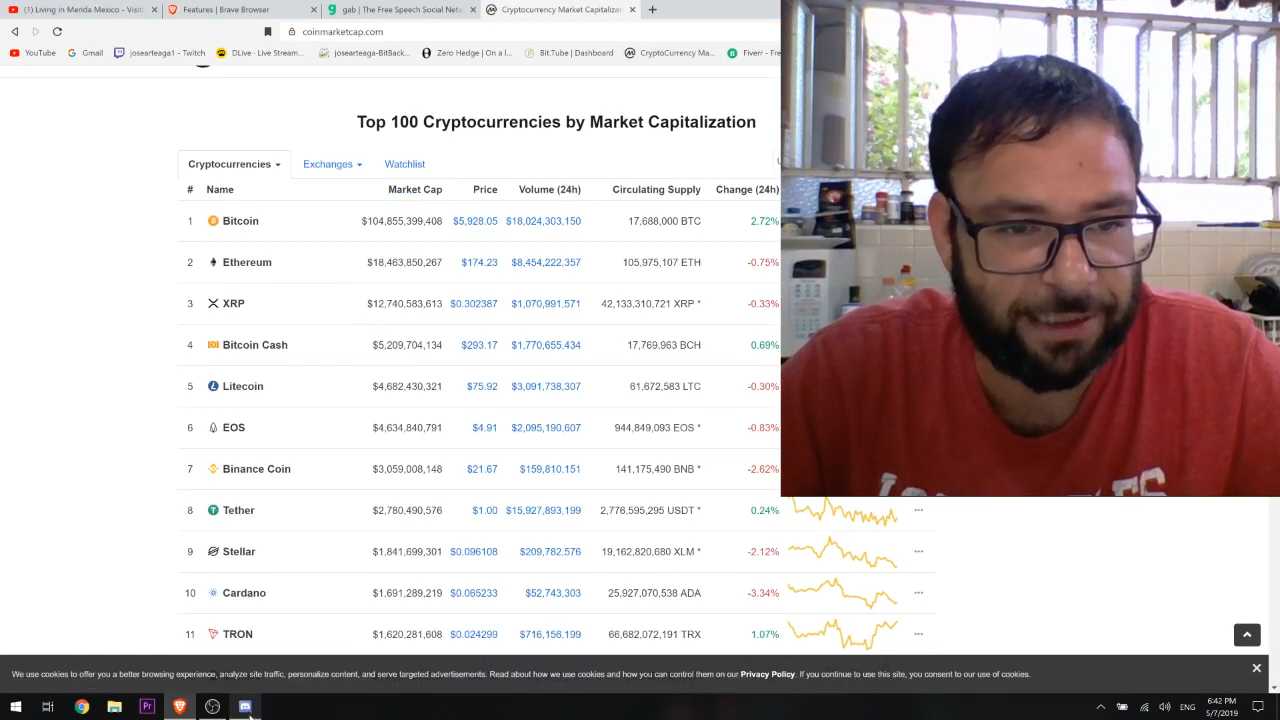 (1) Living in Merida Mexico - Visit
Features | Brave Browser
gab | The Free Speech Social Netw
Cryptocurrency Market Capitalizat
coinmarketcap.com
YouTube
Gmail
josearteaga1 - Twitch
DLive · Live Stream...
josearteaga-BitBack...
Zero Hedge | On a l...
Bit.Tube | Dashboard
CryptoCurrency Ma...
Fiverr - Fre
Top 100 Cryptocurrencies by Market Capitalization
Cryptocurrencies Exchanges Watchlist
# Name Market Cap Price Volume (24h) Circulating Supply Change (24h)
1 Bitcoin $104,855,399,408 $5,928.05 $18,024,303,150 17,688,000 BTC 2.72%
2 Ethereum $18,463,850,267 $174.23 $8,454,222,357 105,975,107 ETH -0.75%
3 XRP $12,740,583,613 $0.302387 $1,070,991,571 42,133,310,721 XRP * -0.33%
4 Bitcoin Cash $5,209,704,134 $293.17 $1,770,655,434 17,769,963 BCH 0.69%
5 Litecoin $4,682,430,321 $75.92 $3,091,738,307 61,672,583 LTC -0.30%
6 EOS $4,634,840,791 $4.91 $2,095,190,607 944,849,093 EOS * -0.83%
7 Binance Coin $3,059,008,148 $21.67 $159,810,151 141,175,490 BNB * -2.62%
8 Tether $2,780,490,576 $1.00 $15,927,893,199 2,776,595,295 USDT * 0.24%
9 Stellar $1,841,699,301 $0.096108 $209,782,576 19,162,820,680 XLM * -2.12%
10 Cardano $1,691,289,219 $0.065233 $52,743,303 25,927,070,538 ADA -3.34%
11 TRON $1,620,281,608 $0.024299 $716,156,199 66,682,072,191 TRX 1.07%
We use cookies to offer you a better browsing experience, analyze site traffic, personalize content, and serve targeted advertisements. Read about how we use cookies and how you can control them on our Privacy Policy. If you continue to use this site, you consent to our use of cookies.
Pr
ENG
6:42 PM
5/7/2019